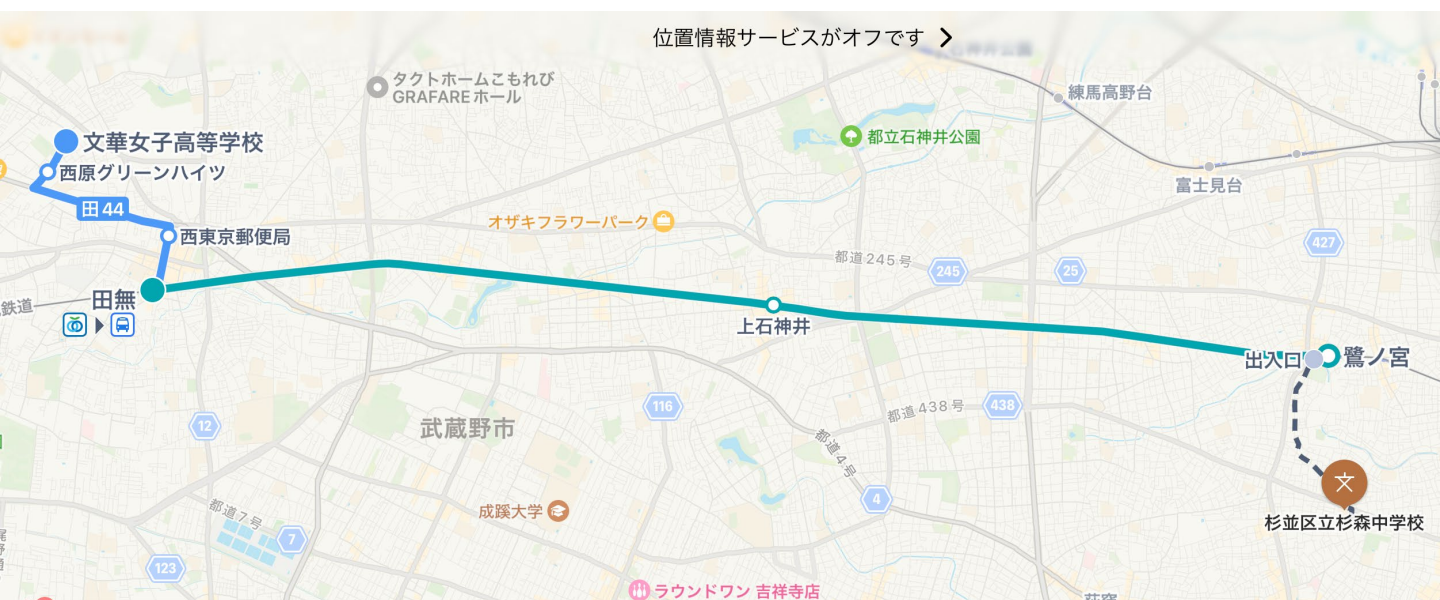 位置情報サービスがオフです
石神井公園
タクトホームこもれび
GRAFAREホール
練馬高野台
都立石神井公園
文華女子高等学校
西原グリーンハイツ
富士見台
田44
オザキフラワーパーク
西東京郵便局
427
都道245号
245
25
田無
鉄道
上石神井
出入口
鷺ノ宮
116
438
都道438号
12
武蔵野市
都道4号
4
文
成蹊大学
都道7号
杉並区立杉森中学校
7
123
ラウンドワン 吉祥寺店
荻窪